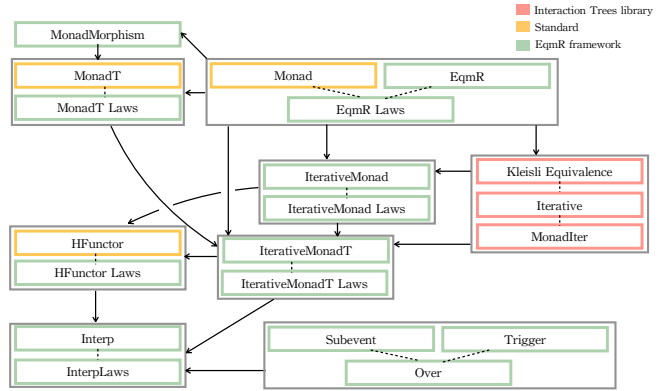 Interaction Trees library
Standard
EqmR framework
MonadMorphism
MonadT
MonadT Laws
Monad
EqmR
EqmR Laws
IterativeMonad
IterativeMonad Laws
Kleisli Equivalence
Iterative
MonadIter
HFunctor
HFunctor Laws
IterativeMonadT
IterativeMonadT Laws
Interp
InterpLaws
Subevent
Trigger
Over